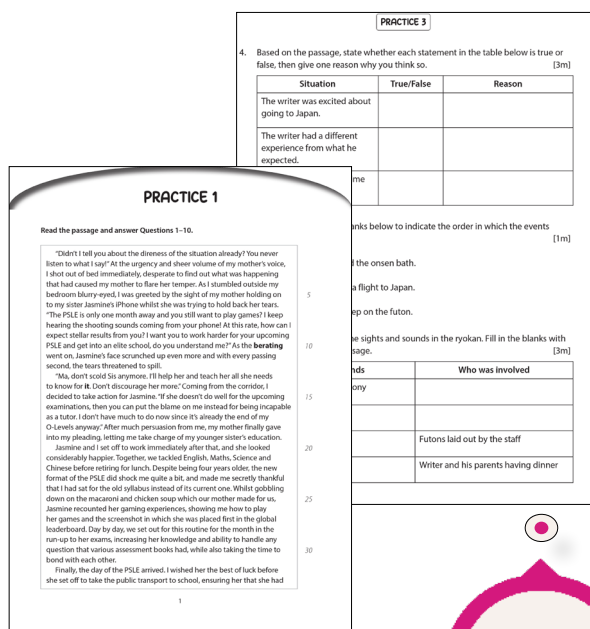 PRACTICE 3
4. Based on the passage, state whether each statement in the table below is true or
false, then give one reason why you think so. [3m]
Situation True/False Reason
The writer was excited about
going to Japan.
The writer had a different
experience from what he
expected.
me
anks below to indicate the order in which the events
[1m]
the onsen bath.
a flight to Japan.
ep on the futon.
he sights and sounds in the ryokan. Fill in the blanks with
sage. [3m]
nds Who was involved
ony
Futons laid out by the staff
Writer and his parents having dinner
PRACTICE 1
Read the passage and answer Questions 1–10.
"Didn't I tell you about the direness of the situation already? You never
listen to what I say!" At the urgency and sheer volume of my mother's voice,
I shot out of bed immediately, desperate to find out what was happening
that had caused my mother to flare her temper. As I stumbled outside my
bedroom blurry-eyed, I was greeted by the sight of my mother holding on 5
to my sister Jasmine's iPhone whilst she was trying to hold back her tears.
"The PSLE is only one month away and you still want to play games? I keep
hearing the shooting sounds coming from your phone! At this rate, how can I
expect stellar results from you? I want you to work harder for your upcoming
PSLE and get into an elite school, do you understand me?" As the berating 10
went on, Jasmine's face scrunched up even more and with every passing
second, the tears threatened to spill.
"Ma, don't scold Sis anymore. I'll help her and teach her all she needs
to know for it. Don't discourage her more." Coming from the corridor, I
decided to take action for Jasmine. "If she doesn't do well for the upcoming 15
examinations, then you can put the blame on me instead for being incapable
as a tutor. I don't have much to do now since it's already the end of my
O-Levels anyway." After much persuasion from me, my mother finally gave
into my pleading, letting me take charge of my younger sister's education.
Jasmine and I set off to work immediately after that, and she looked 20
considerably happier. Together, we tackled English, Maths, Science and
Chinese before retiring for lunch. Despite being four years older, the new
format of the PSLE did shock me quite a bit, and made me secretly thankful
that I had sat for the old syllabus instead of its current one. Whilst gobbling
down on the macaroni and chicken soup which our mother made for us, 25
Jasmine recounted her gaming experiences, showing me how to play
her games and the screenshot in which she was placed first in the global
leaderboard. Day by day, we set out for this routine for the month in the
run-up to her exams, increasing her knowledge and ability to handle any
question that various assessment books had, while also taking the time to 30
bond with each other.
Finally, the day of the PSLE arrived. I wished her the best of luck before
she set off to take the public transport to school, ensuring her that she had
1